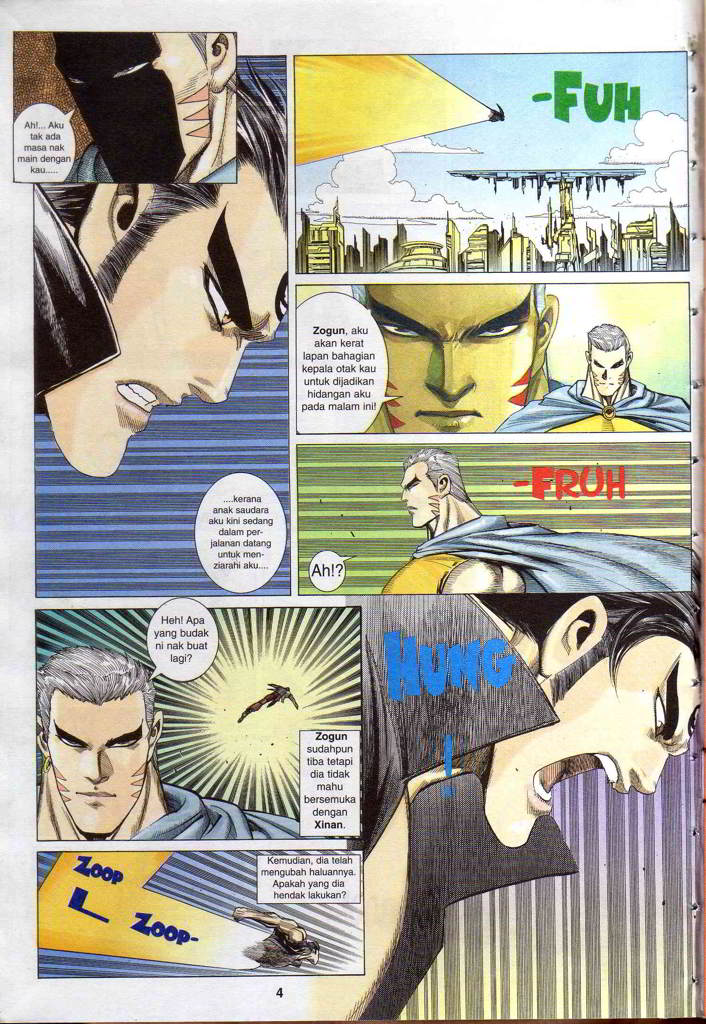 Ah!... Aku
tak ada
masa nak
main dengan
kau.....
-FUH
Zogun, aku
akan kerat
lapan bahagian
kepala otak kau
untuk dijadikan
hidangan aku
pada malam ini!
....kerana
anak saudara
aku kini sedang
dalam per-
jalanan datang
untuk men-
ziarahi aku....
-FRUH
Ah!?
Heh! Apa
yang budak
ni nak buat
lagi?
Zogun
sudahpun
tiba tetapi
dia tidak
mahu
bersemuka
dengan
Xinan.
HUNG
!
Kemudian, dia telah
mengubah haluannya.
Apakah yang dia
hendak lakukan?
ZOOP
ZOOP-
4